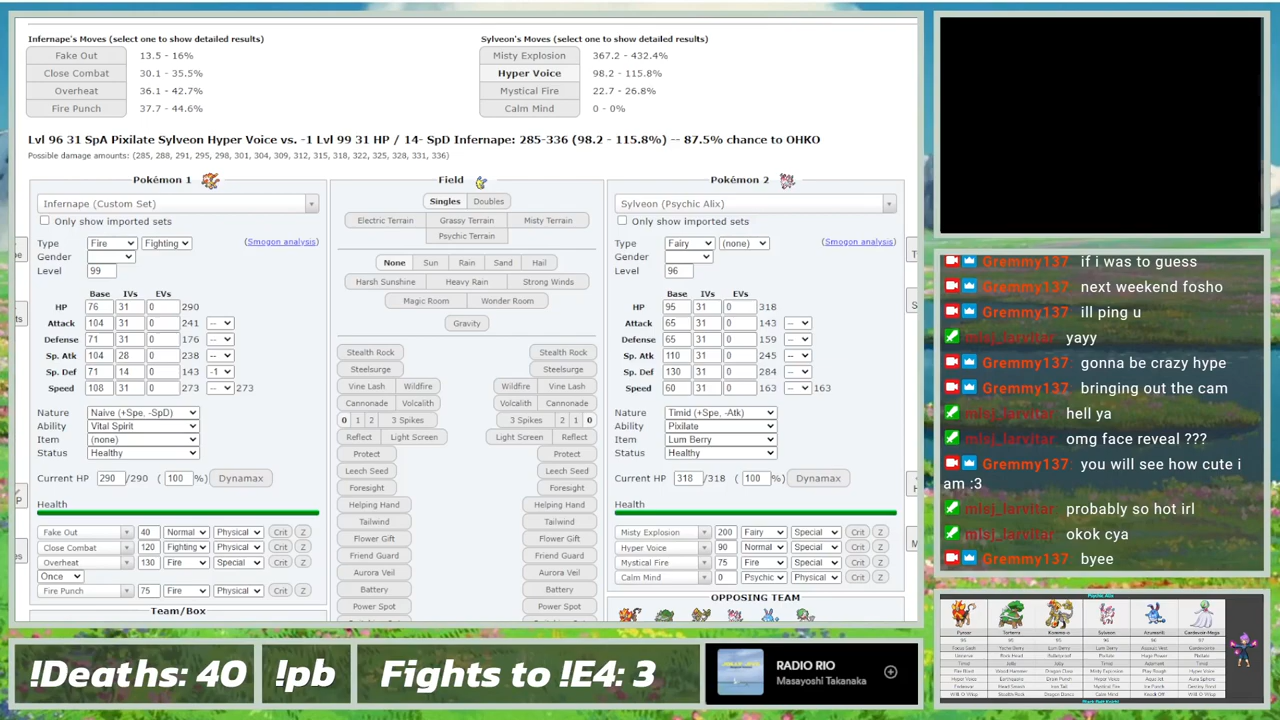 Infernape's Moves (select one to show detailed results)
Sylveon's Moves (select one to show detailed results)
Fake Out 13.5 - 16%
Misty Explosion 367.2 - 432.4%
Close Combat 30.1 - 35.5%
Hyper Voice 98.2 - 115.8%
Overheat 36.1 - 42.7%
Mystical Fire 22.7 - 26.8%
Fire Punch 37.7 - 44.6%
Calm Mind 0 - 0%
Lvl 96 31 SpA Pixilate Sylveon Hyper Voice vs. -1 Lvl 99 31 HP / 14- SpD Infernape: 285-336 (98.2 - 115.8%) -- 87.5% chance to OHKO
Possible damage amounts: (285, 288, 291, 295, 298, 301, 304, 309, 312, 315, 318, 322, 325, 328, 331, 336)
Pokémon 1
Infernape (Custom Set)
Only show imported sets
Type Fire Fighting (Smogon analysis)
Gender
Level 99
Base IVs EVs
HP 76 31 0 290
Attack 104 31 0 241 --
Defense 71 31 0 176 --
Sp. Atk 104 28 0 238 --
Sp. Def 71 14 0 143 -1
Speed 108 31 0 273 -- 273
Nature Naive (+Spe, -SpD)
Ability Vital Spirit
Item (none)
Status Healthy
Current HP 290 /290 ( 100 %) Dynamax
Health
Fake Out 40 Normal Physical Crit Z
Close Combat 120 Fighting Physical Crit Z
Overheat 130 Fire Special Crit Z
Once
Fire Punch 75 Fire Physical Crit Z
Team/Box
Field
Singles Doubles
Electric Terrain Grassy Terrain Misty Terrain
Psychic Terrain
None Sun Rain Sand Hail
Harsh Sunshine Heavy Rain Strong Winds
Magic Room Wonder Room
Gravity
Stealth Rock Stealth Rock
Steelsurge Steelsurge
Vine Lash Wildfire Wildfire Vine Lash
Cannonade Volcalith Volcalith Cannonade
0 1 2 3 Spikes 3 Spikes 2 1 0
Reflect Light Screen Light Screen Reflect
Protect Protect
Leech Seed Leech Seed
Foresight Foresight
Helping Hand Helping Hand
Tailwind Tailwind
Flower Gift Flower Gift
Friend Guard Friend Guard
Aurora Veil Aurora Veil
Battery Battery
Power Spot Power Spot
Pokémon 2
Sylveon (Psychic Alix)
Only show imported sets
Type Fairy (none) (Smogon analysis)
Gender
Level 96
Base IVs EVs
HP 95 31 0 318
Attack 65 31 0 143 --
Defense 65 31 0 159 --
Sp. Atk 110 31 0 245 --
Sp. Def 130 31 0 284 --
Speed 60 31 0 163 -- 163
Nature Timid (+Spe, -Atk)
Ability Pixilate
Item Lum Berry
Status Healthy
Current HP 318 /318 ( 100 %) Dynamax
Health
Misty Explosion 200 Fairy Special Crit Z
Hyper Voice 90 Normal Special Crit Z
Mystical Fire 75 Fire Special Crit Z
Calm Mind 0 Psychic Physical Crit Z
OPPOSING TEAM
Gremmy137 if i was to guess
Gremmy137 next weekend fosho
Gremmy137 ill ping u
mlsj_larvitar yayy
Gremmy137 gonna be crazy hype
Gremmy137 bringing out the cam
mlsj_larvitar hell ya
mlsj_larvitar omg face reveal ???
Gremmy137 you will see how cute i
am :3
mlsj_larvitar probably so hot irl
mlsj_larvitar okok cya
Gremmy137 byee
Psychic Alix
Torterra Kommo-o Sylveon Azumarill Gardevoir-Mega
!Deaths: 40 !p
Fights. OE4: 3
RADIO RIO
Masayoshi Takanaka